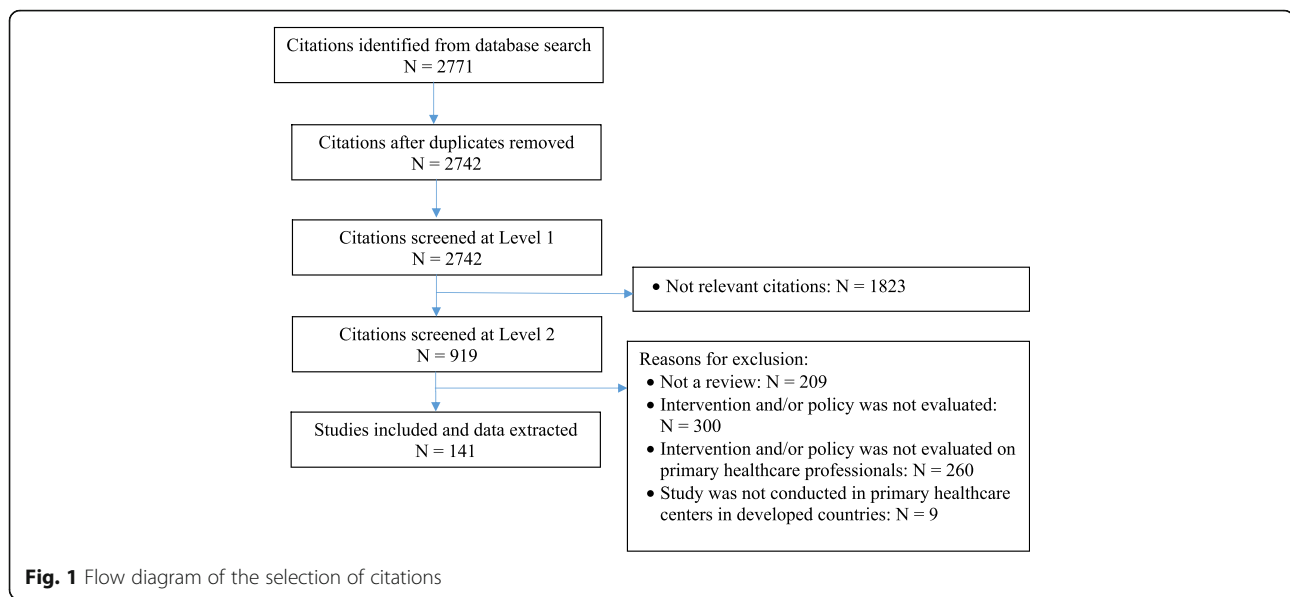 Citations identified from database search
N = 2771
Citations after duplicates removed
N = 2742
Citations screened at Level 1
N = 2742
• Not relevant citations: N = 1823
Citations screened at Level 2
N = 919
Reasons for exclusion:
• Not a review: N = 209
• Intervention and/or policy was not evaluated:
N = 300
• Intervention and/or policy was not evaluated on
primary healthcare professionals: N = 260
• Study was not conducted in primary healthcare
centers in developed countries: N = 9
Studies included and data extracted
N = 141
Fig. 1 Flow diagram of the selection of citations